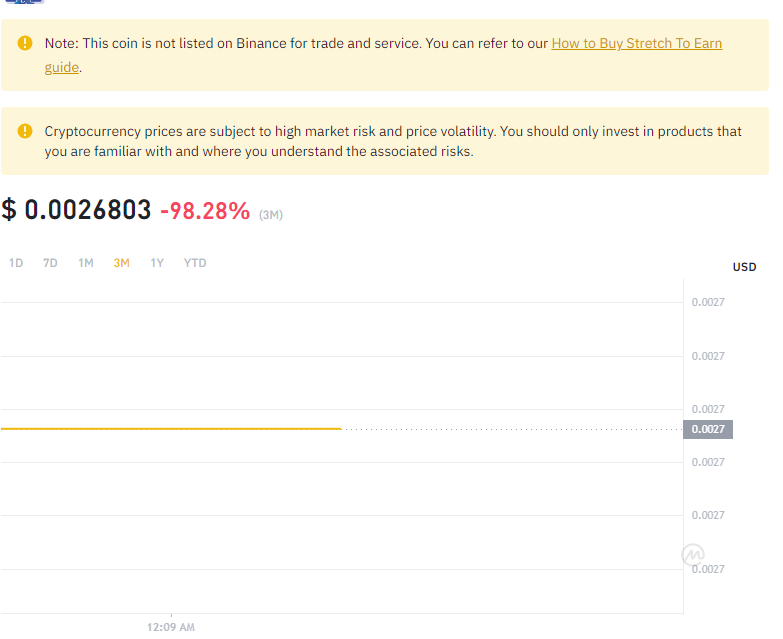 Note: This coin is not listed on Binance for trade and service. You can refer to our How to Buy Stretch To Earn
guide.
Cryptocurrency prices are subject to high market risk and price volatility. You should only invest in products that
you are familiar with and where you understand the associated risks.
$ 0.0026803 -98.28% (3M)
1D 7D 1M 3M 1Y YTD
USD
0.0027
0.0027
0.0027
0.0027
0.0027
0.0027
0.0027
12:09 AM